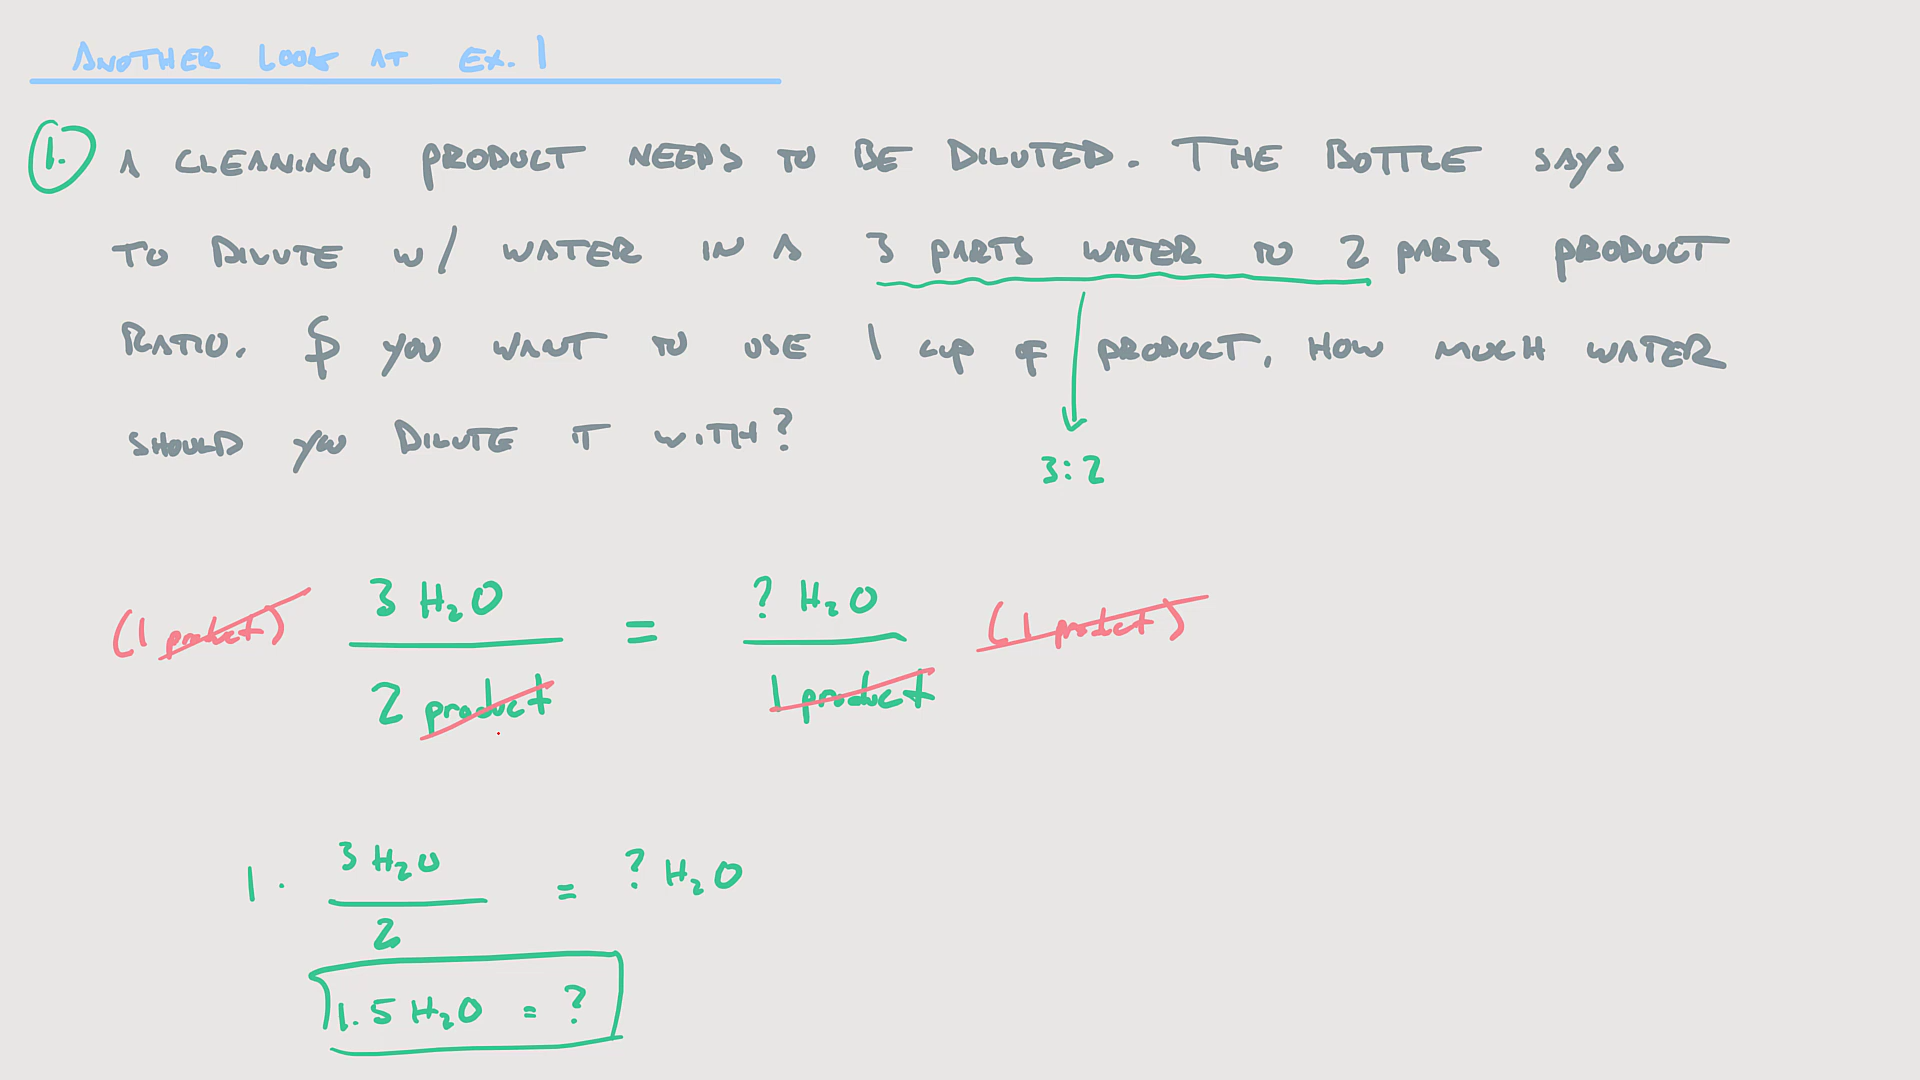 ANOTHER LOOK AT EX. 1
1. A CLEANING PRODUCT NEEDS TO BE DILUTED. THE BOTTLE SAYS
TO DILUTE W/ WATER IN A 3 PARTS WATER TO 2 PARTS PRODUCT
RATIO. IF YOU WANT TO USE 1 CUP OF PRODUCT, HOW MUCH WATER
SHOULD YOU DILUTE IT WITH?
3:2
(1 product) 3 H₂O = ? H₂O (1 product)
2 product 1 product
1 · 3 H₂O = ? H₂O
2
1.5 H₂O = ?